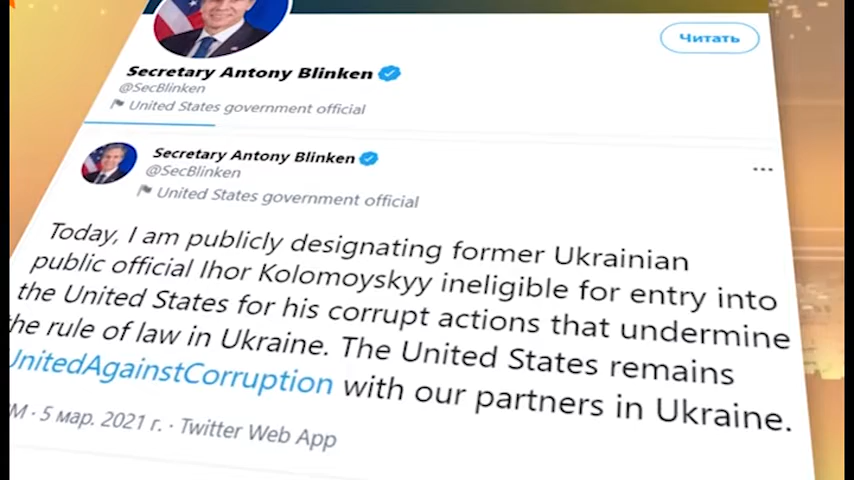 Читать
Secretary Antony Blinken
@SecBlinken
United States government official
Secretary Antony Blinken
@SecBlinken
United States government official
Today, I am publicly designating former Ukrainian
public official Ihor Kolomoyskyy ineligible for entry into
the United States for his corrupt actions that undermine
the rule of law in Ukraine. The United States remains
UnitedAgainstCorruption with our partners in Ukraine.
M · 5 мар. 2021 г. · Twitter Web App